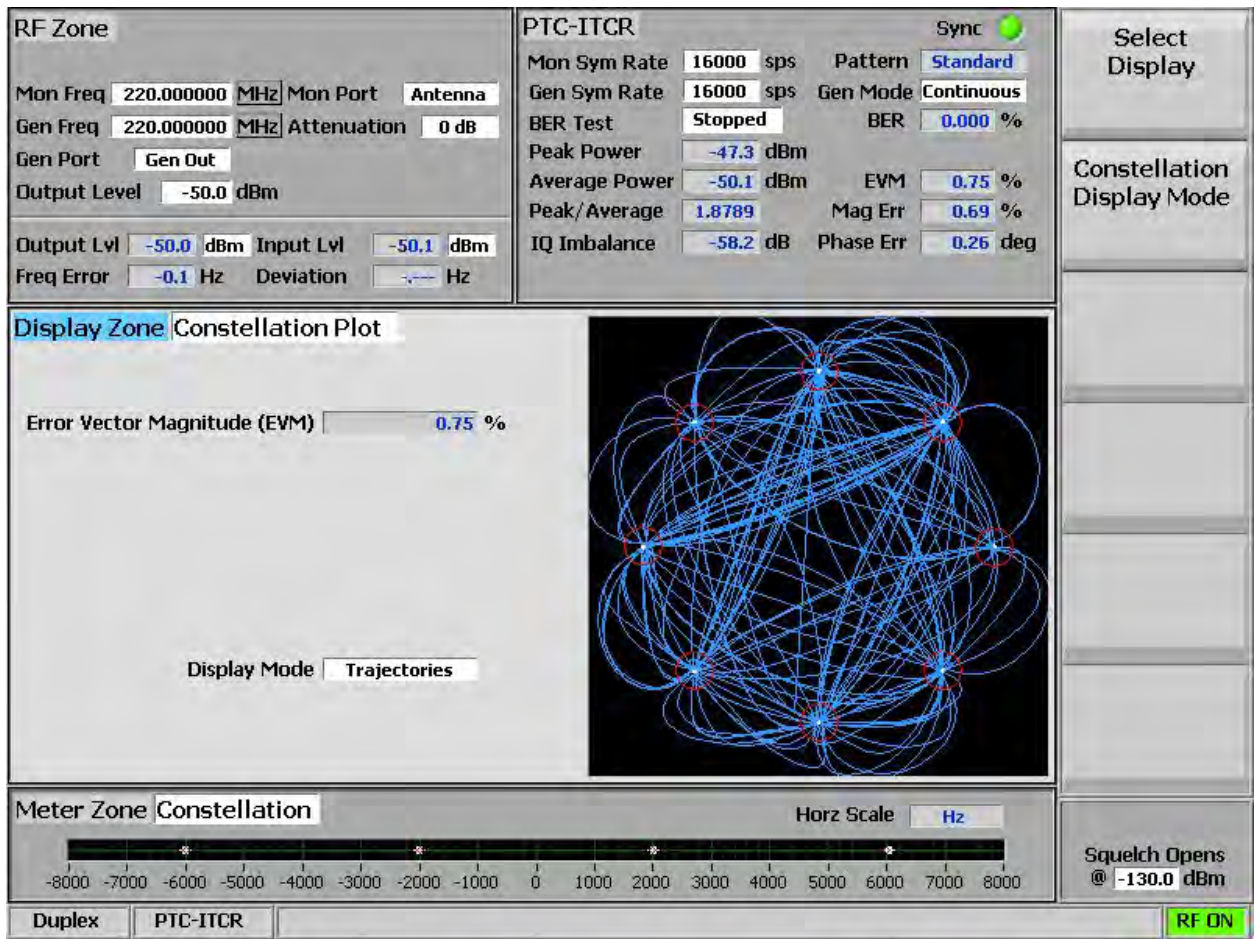 RF Zone
Mon Freq 220.000000 MHz Mon Port Antenna
Gen Freq 220.000000 MHz Attenuation 0 dB
Gen Port Gen Out
Output Level -50.0 dBm
Output Lvl -50.0 dBm Input Lvl -50.1 dBm
Freq Error -0.1 Hz Deviation -.--- Hz
PTC-ITCR Sync
Mon Sym Rate 16000 sps Pattern Standard
Gen Sym Rate 16000 sps Gen Mode Continuous
BER Test Stopped BER 0.000 %
Peak Power -47.3 dBm
Average Power -50.1 dBm EVM 0.75 %
Peak/Average 1.8789 Mag Err 0.69 %
IQ Imbalance -58.2 dB Phase Err 0.26 deg
Select
Display
Constellation
Display Mode
Display Zone Constellation Plot
Error Vector Magnitude (EVM) 0.75 %
Display Mode Trajectories
Meter Zone Constellation Horz Scale Hz
-8000 -7000 -6000 -5000 -4000 -3000 -2000 -1000 0 1000 2000 3000 4000 5000 6000 7000 8000
Squelch Opens
@ -130.0 dBm
Duplex PTC-ITCR RF ON